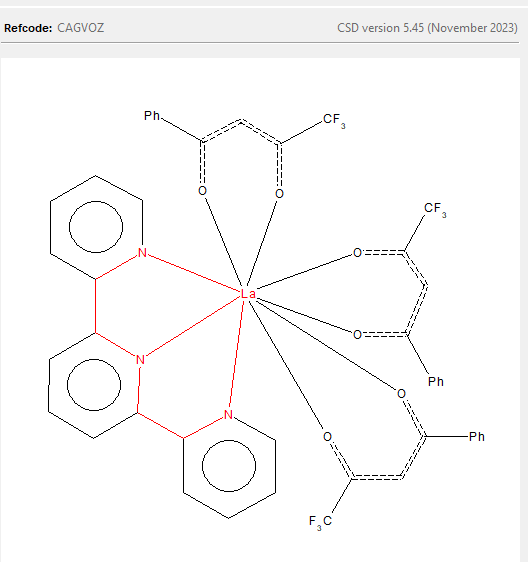 Refcode: CAGVOZ CSD version 5.45 (November 2023)
Ph CF3
O O
CF3
N O
La
O
N Ph
O
N O Ph
F3C